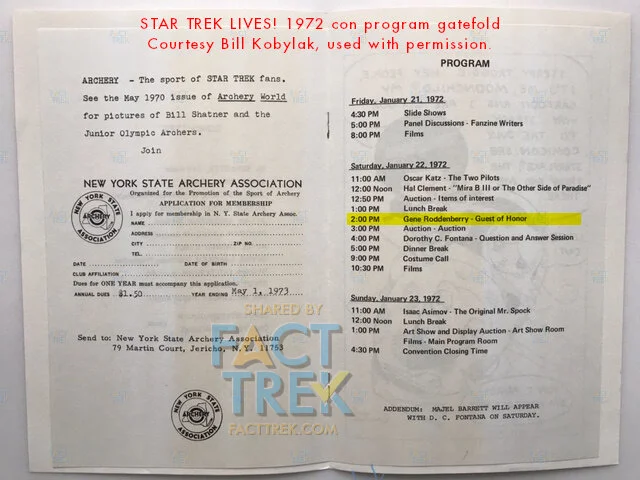 STAR TREK LIVES! 1972 con program gatefold
Courtesy Bill Kobylak, used with permission.
ARCHERY - The sport of STAR TREK fans.
See the May 1970 issue of Archery World
for pictures of Bill Shatner and the
Junior Olympic Archers.
Join
NEW YORK STATE ARCHERY ASSOCIATION
Organized for the Promotion of the Sport of Archery
APPLICATION FOR MEMBERSHIP
I apply for membership in N. Y. State Archery Assoc.
NEW YORK STATE
ARCHERY
ASSOCIATION
NAME
ADDRESS
CITY ZIP NO.
TEL.
DATE DATE OF BIRTH
CLUB AFFILIATION
Dues for ONE YEAR must accompany this application.
ANNUAL DUES $1.50 YEAR ENDING May 1, 1973
Send to: New York State Archery Association
79 Martin Court, Jericho, N.Y. 11753
NEW YORK STATE
ARCHERY
ASSOCIATION
PROGRAM
Friday, January 21, 1972
4:30 PM Slide Shows
5:00 PM Panel Discussions - Fanzine Writers
8:00 PM Films
Saturday, January 22, 1972
11:00 AM Oscar Katz - The Two Pilots
12:00 Noon Hal Clement - "Mira B III or The Other Side of Paradise"
12:50 PM Auction - Items of interest
1:00 PM Lunch Break
2:00 PM Gene Roddenberry - Guest of Honor
3:00 PM Auction - Auction
4:00 PM Dorothy C. Fontana - Question and Answer Session
5:00 PM Dinner Break
9:00 PM Costume Call
10:30 PM Films
Sunday, January 23, 1972
11:00 AM Isaac Asimov - The Original Mr. Spock
12:00 Noon Lunch Break
1:00 PM Art Show and Display Auction - Art Show Room
Films - Main Program Room
4:30 PM Convention Closing Time
ADDENDUM: MAJEL BARRETT WILL APPEAR
WITH D. C. FONTANA ON SATURDAY.
SHARED BY
FACT
TREK
FACTTREK.COM